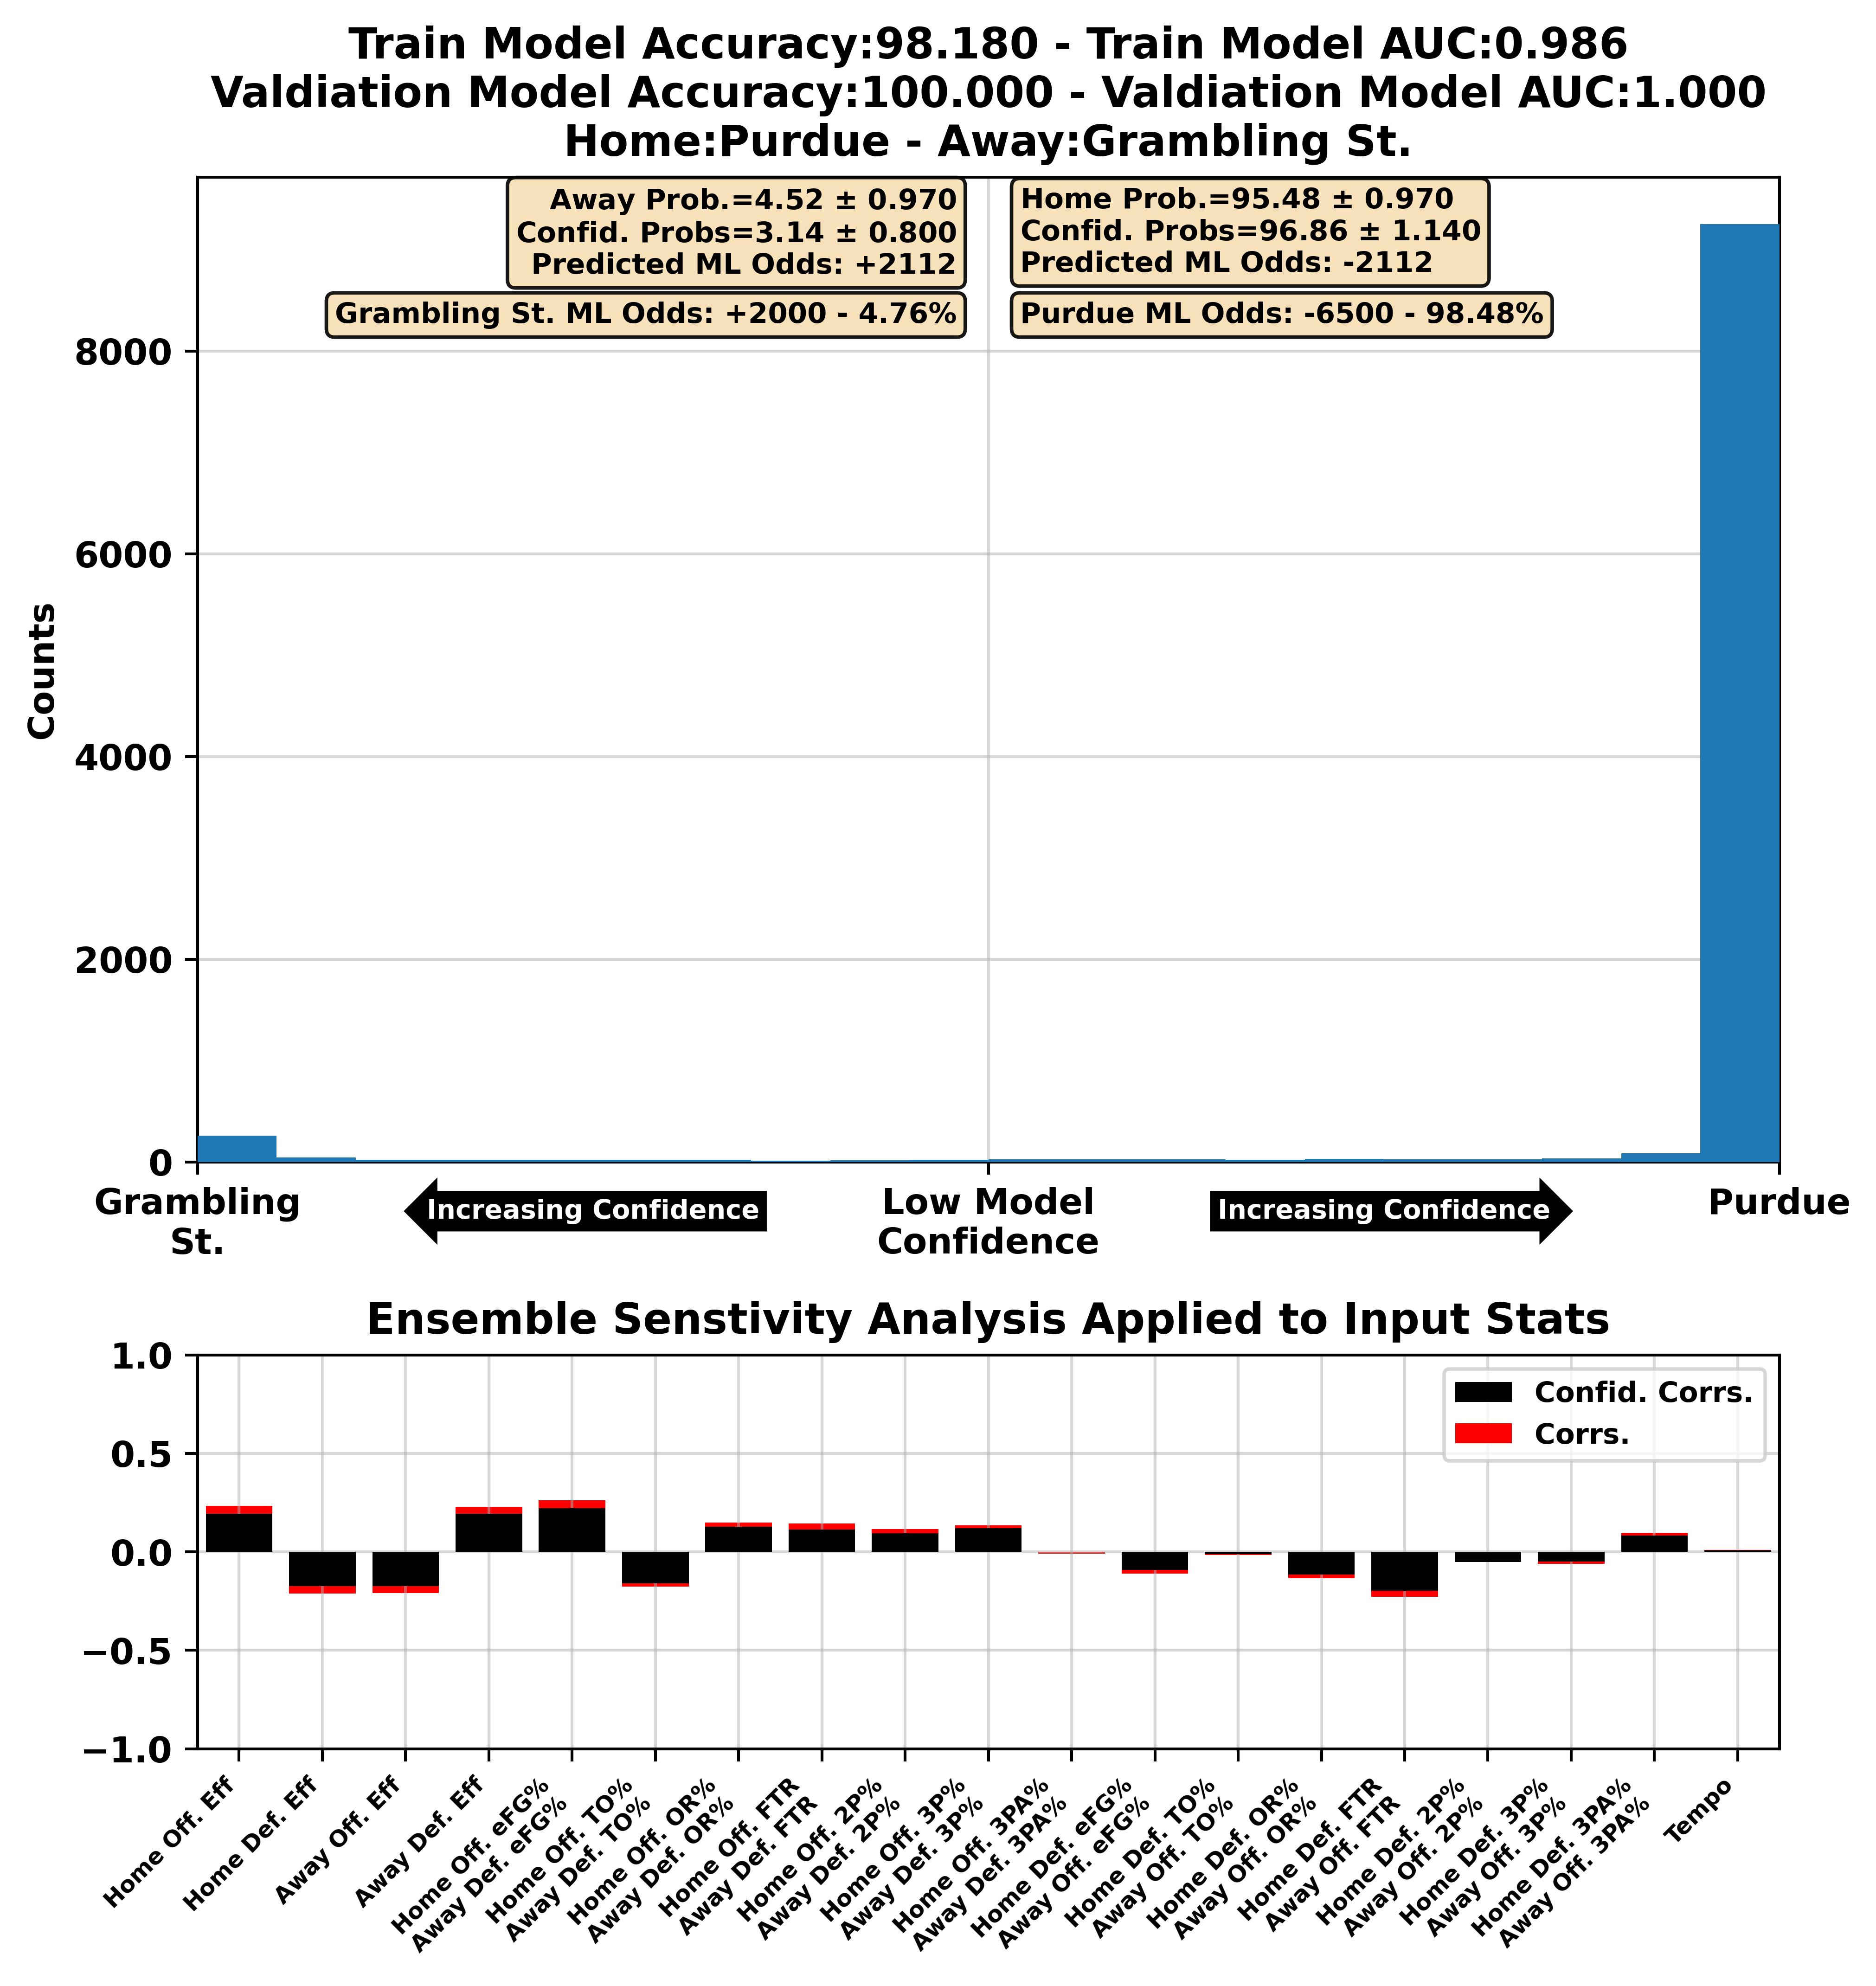 Train Model Accuracy:98.180 - Train Model AUC:0.986
Valdiation Model Accuracy:100.000 - Valdiation Model AUC:1.000
Home:Purdue - Away:Grambling St.
Away Prob.=4.52 ± 0.970
Confid. Probs=3.14 ± 0.800
Predicted ML Odds: +2112
Grambling St. ML Odds: +2000 - 4.76%
Home Prob.=95.48 ± 0.970
Confid. Probs=96.86 ± 1.140
Predicted ML Odds: -2112
Purdue ML Odds: -6500 - 98.48%
Counts
8000
6000
4000
2000
0
Grambling
St.
Increasing Confidence
Low Model
Confidence
Increasing Confidence
Purdue
Ensemble Senstivity Analysis Applied to Input Stats
1.0
0.5
0.0
−0.5
−1.0
Confid. Corrs.
Corrs.
Home Off. Eff
Home Def. Eff
Away Off. Eff
Away Def. Eff
Home Off. eFG%
Away Def. eFG%
Home Off. TO%
Away Def. TO%
Home Off. OR%
Away Def. OR%
Home Off. FTR
Away Def. FTR
Home Off. 2P%
Away Def. 2P%
Home Off. 3P%
Away Def. 3P%
Home Off. 3PA%
Away Def. 3PA%
Home Def. eFG%
Away Off. eFG%
Home Def. TO%
Away Off. TO%
Home Def. OR%
Away Off. OR%
Home Def. FTR
Away Off. FTR
Home Def. 2P%
Away Off. 2P%
Home Def. 3P%
Away Off. 3P%
Home Def. 3PA%
Away Off. 3PA%
Tempo